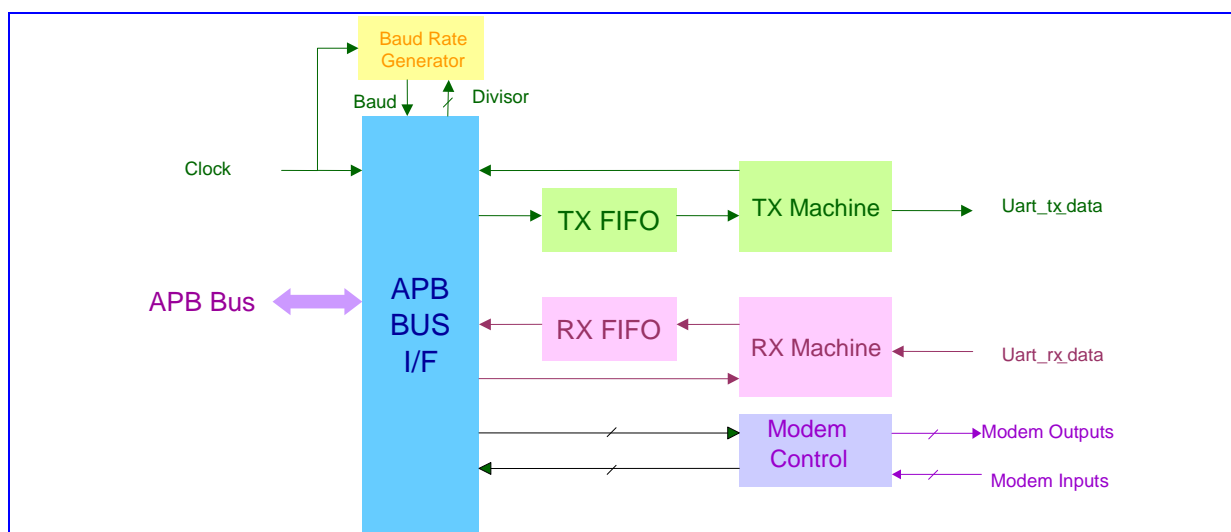 Baud Rate
Generator
Baud
Divisor
Clock
TX FIFO
TX Machine
Uart_tx_data
APB Bus
APB
BUS
I/F
RX FIFO
RX Machine
Uart_rx_data
Modem
Control
Modem Outputs
Modem Inputs